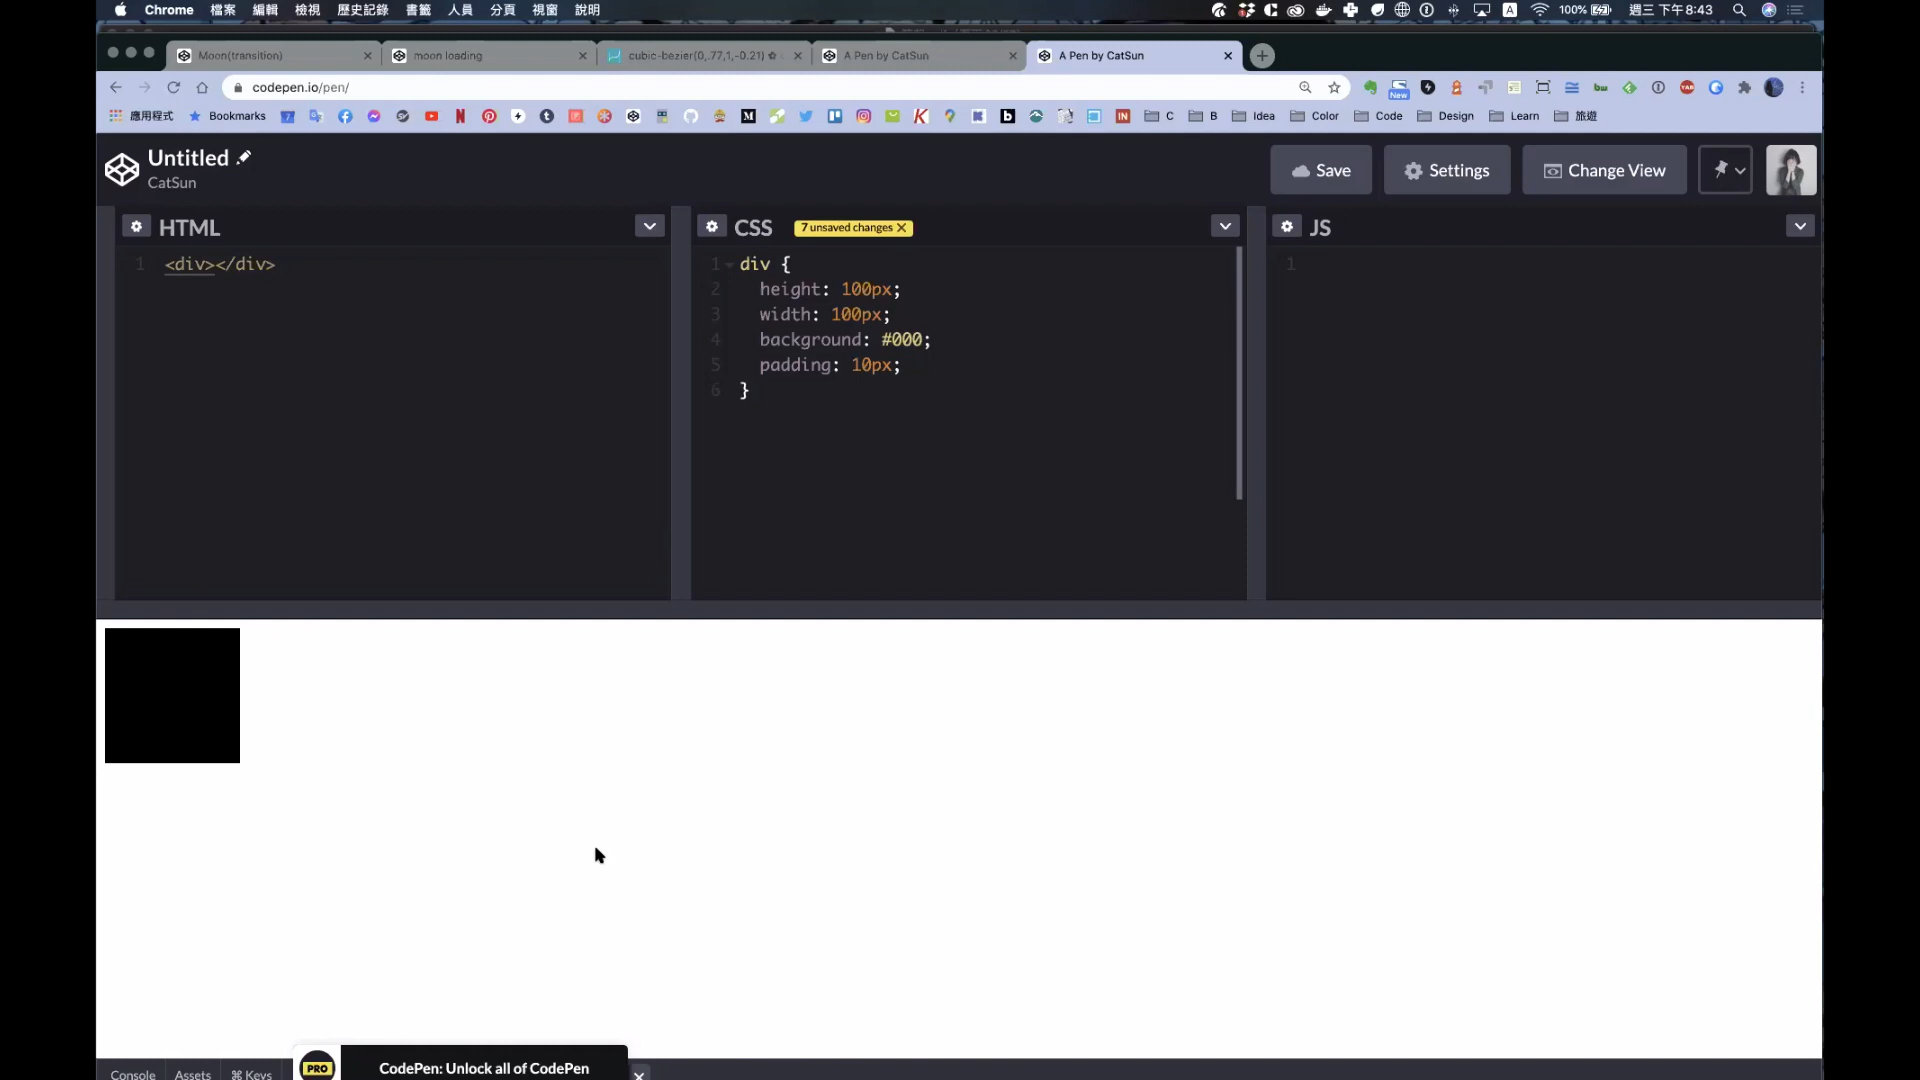 Chrome 檔案 編輯 檢視 歷史記錄 書籤 人員 分頁 視窗 說明 A 100% 週三 下午8:43
Moon(transition) moon loading cubic-bezier(0,.77,1,-0.21) A Pen by CatSun A Pen by CatSun
codepen.io/pen/ New
應用程式 Bookmarks C B Idea Color Code Design Learn 旅遊
Untitled
CatSun
Save Settings Change View
HTML CSS 7 unsaved changes JS
1 <div></div>
1 div {
2 height: 100px;
3 width: 100px;
4 background: #000;
5 padding: 10px;
6 }
1
Console Assets ⌘ Keys PRO CodePen: Unlock all of CodePen